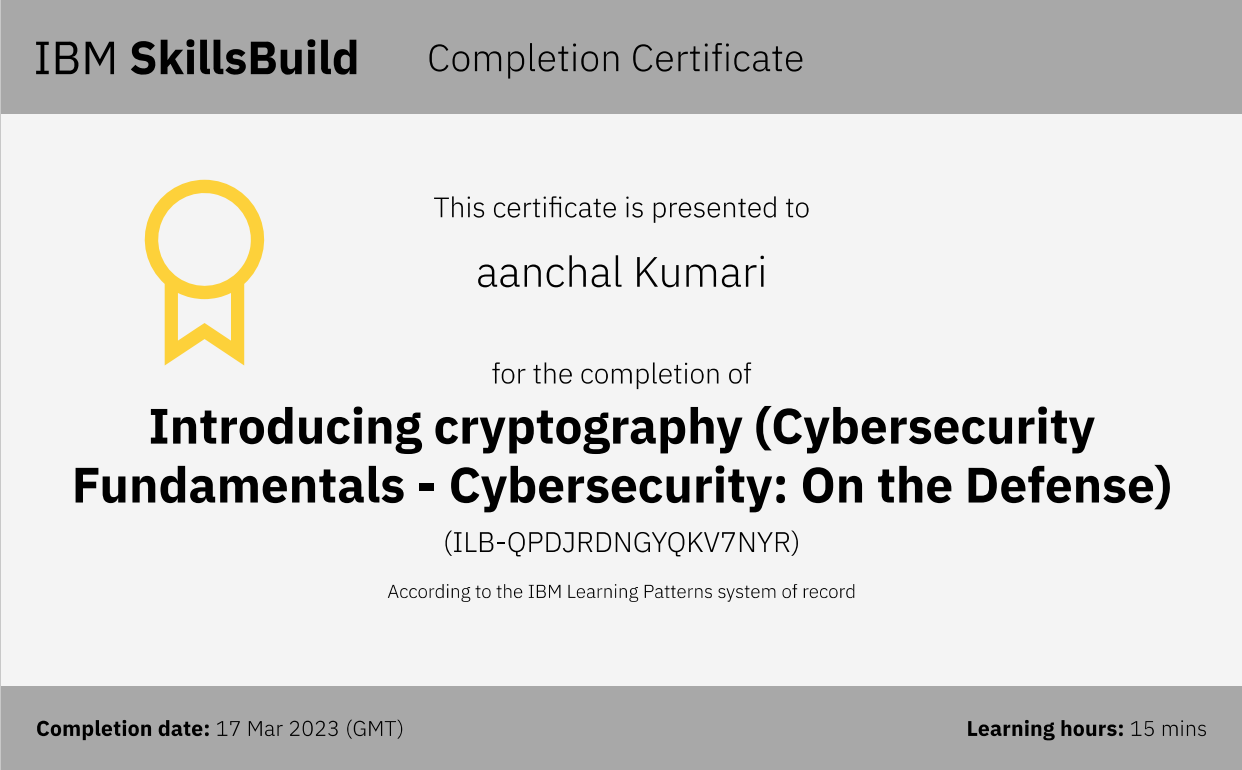 IBM SkillsBuild Completion Certificate
This certificate is presented to
aanchal Kumari
for the completion of
Introducing cryptography (Cybersecurity
Fundamentals - Cybersecurity: On the Defense)
(ILB-QPDJRDNGYQKV7NYR)
According to the IBM Learning Patterns system of record
Completion date: 17 Mar 2023 (GMT) Learning hours: 15 mins